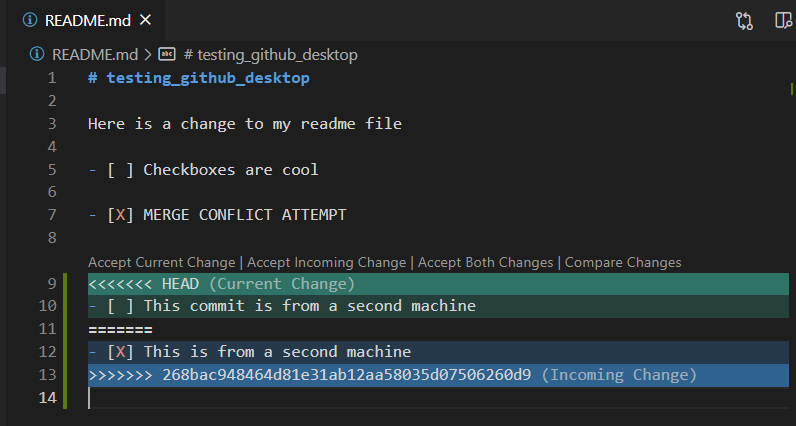 README.md
README.md > # testing_github_desktop
1 # testing_github_desktop
2
3 Here is a change to my readme file
4
5 - [ ] Checkboxes are cool
6
7 - [X] MERGE CONFLICT ATTEMPT
8
Accept Current Change | Accept Incoming Change | Accept Both Changes | Compare Changes
9 <<<<<<< HEAD (Current Change)
10 - [ ] This commit is from a second machine
11 =======
12 - [X] This is from a second machine
13 >>>>>>> 268bac948464d81e31ab12aa58035d07506260d9 (Incoming Change)
14